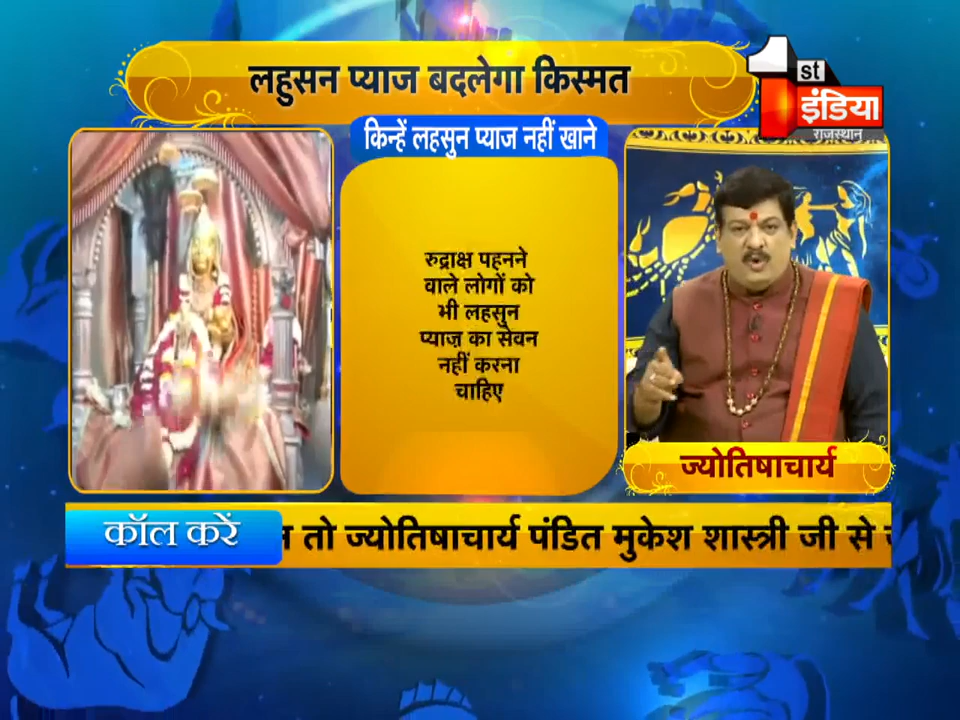 लहुसन प्याज बदलेगा किस्मत
1st
इंडिया
राजस्थान
किन्हें लहसुन प्याज नहीं खाने
रुद्राक्ष पहनने
वाले लोगों को
भी लहसुन
प्याज़ का सेवन
नहीं करना
चाहिए
ज्योतिषाचार्य
कॉल करें
तो ज्योतिषाचार्य पंडित मुकेश शास्त्री जी से